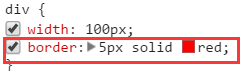 div {
width: 100px;
border: 5px solid red;
}